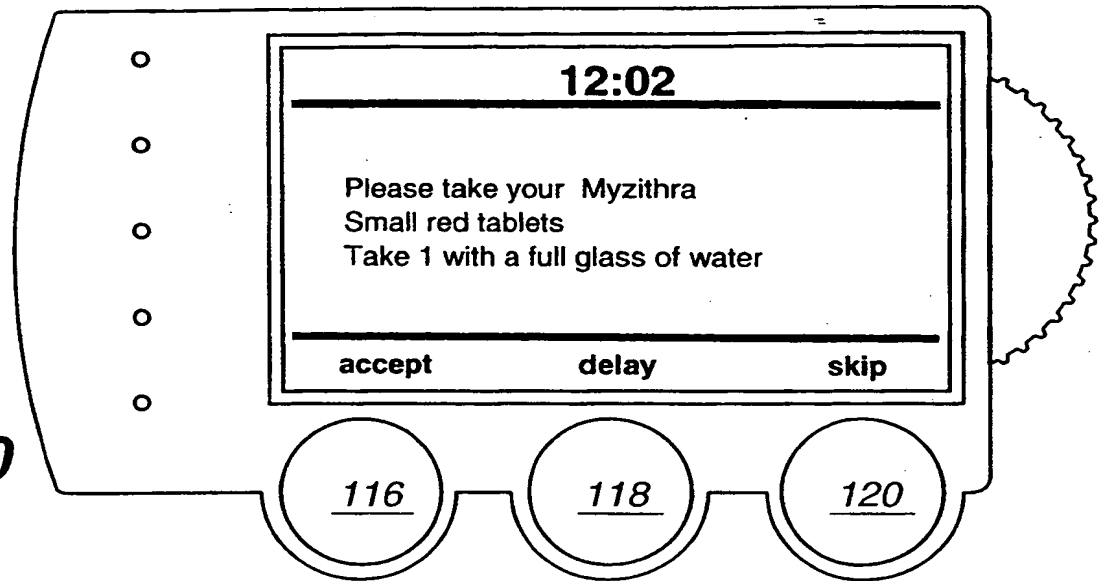 12:02
Please take your Myzithra
Small red tablets
Take 1 with a full glass of water
accept delay skip
116 118 120